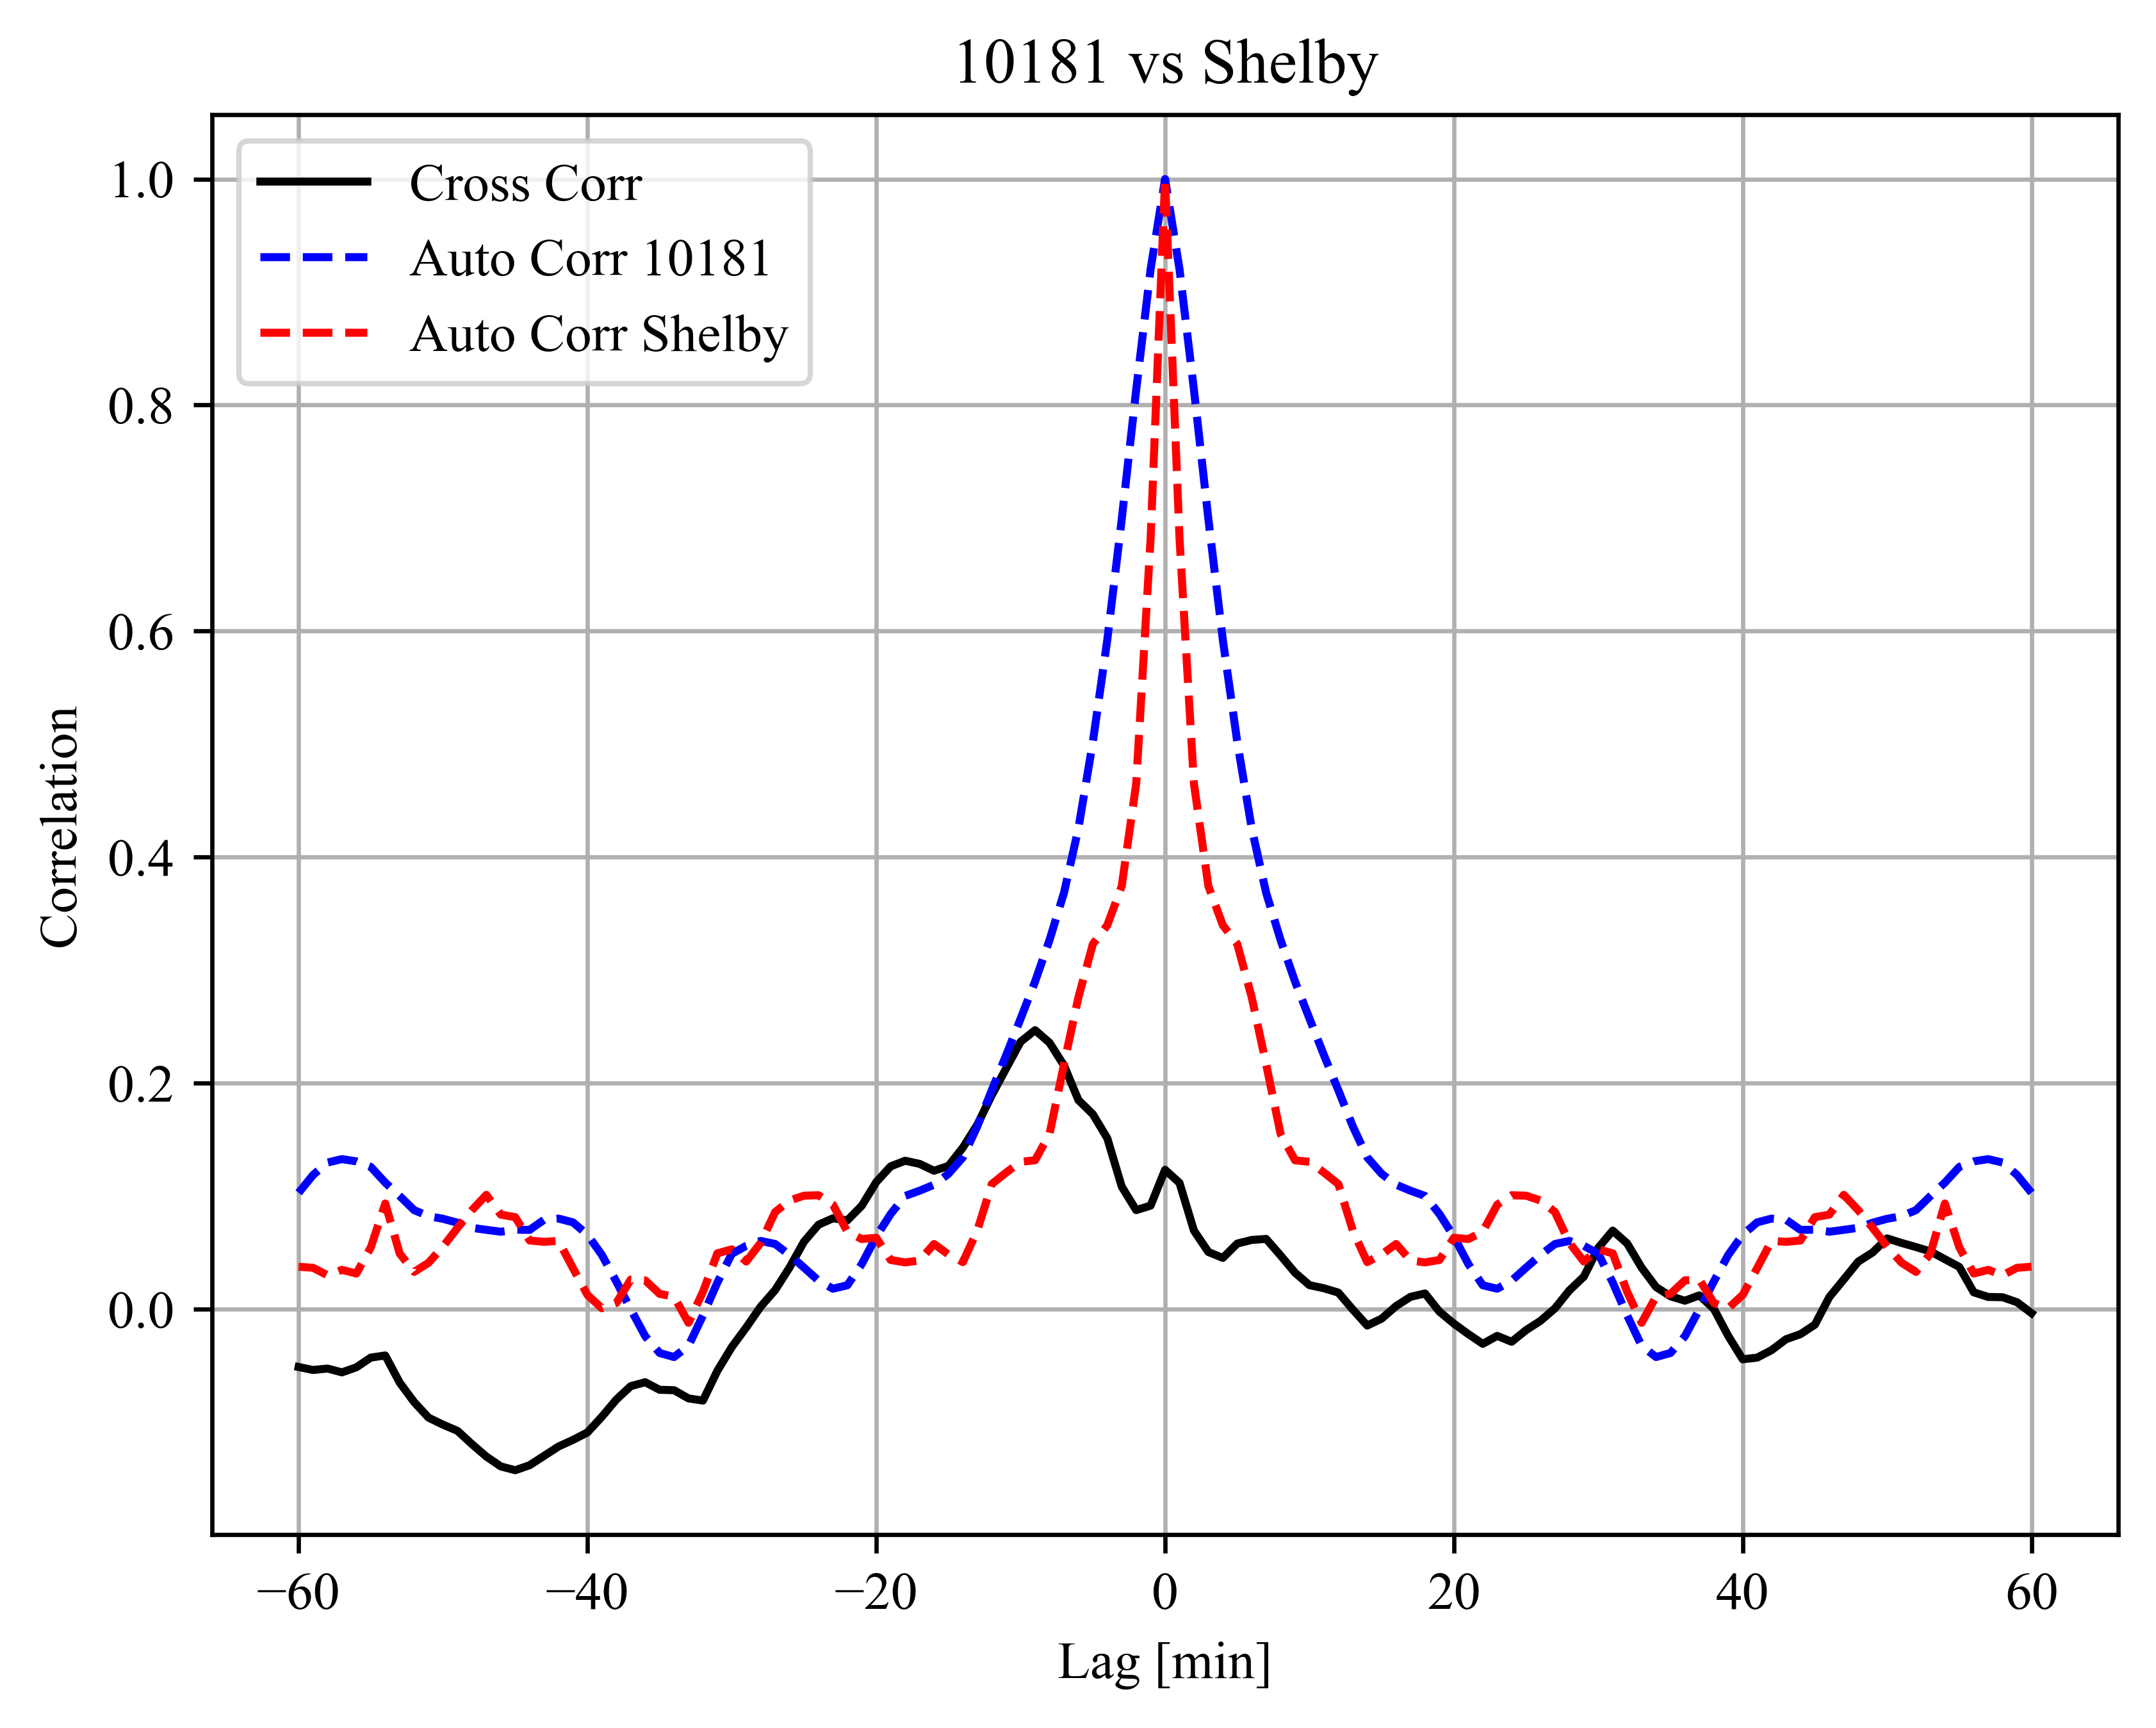 10181 vs Shelby
Cross Corr
Auto Corr 10181
Auto Corr Shelby
1.0
0.8
0.6
0.4
0.2
0.0
Correlation
−60 −40 −20 0 20 40 60
Lag [min]